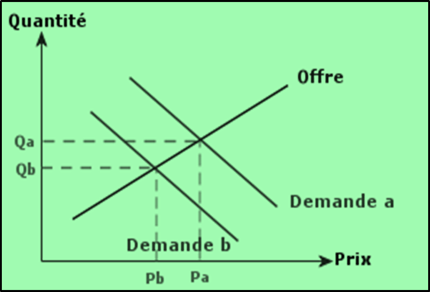 Quantité
Offre
Qa
Qb
Demande a
Demande b
Prix
Pb
Pa